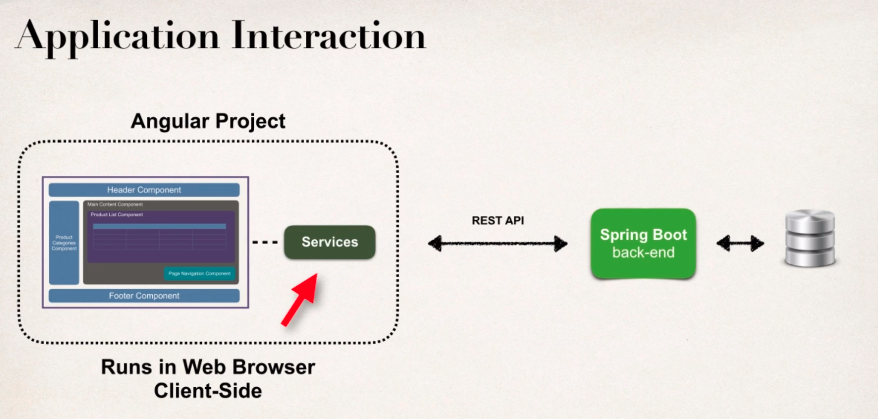 Application Interaction
Angular Project
Header Component
Main Content Component
Product List Component
Product
Categories
Component
Page Navigation Component
Footer Component
Services
REST API
Spring Boot
back-end
Runs in Web Browser
Client-Side